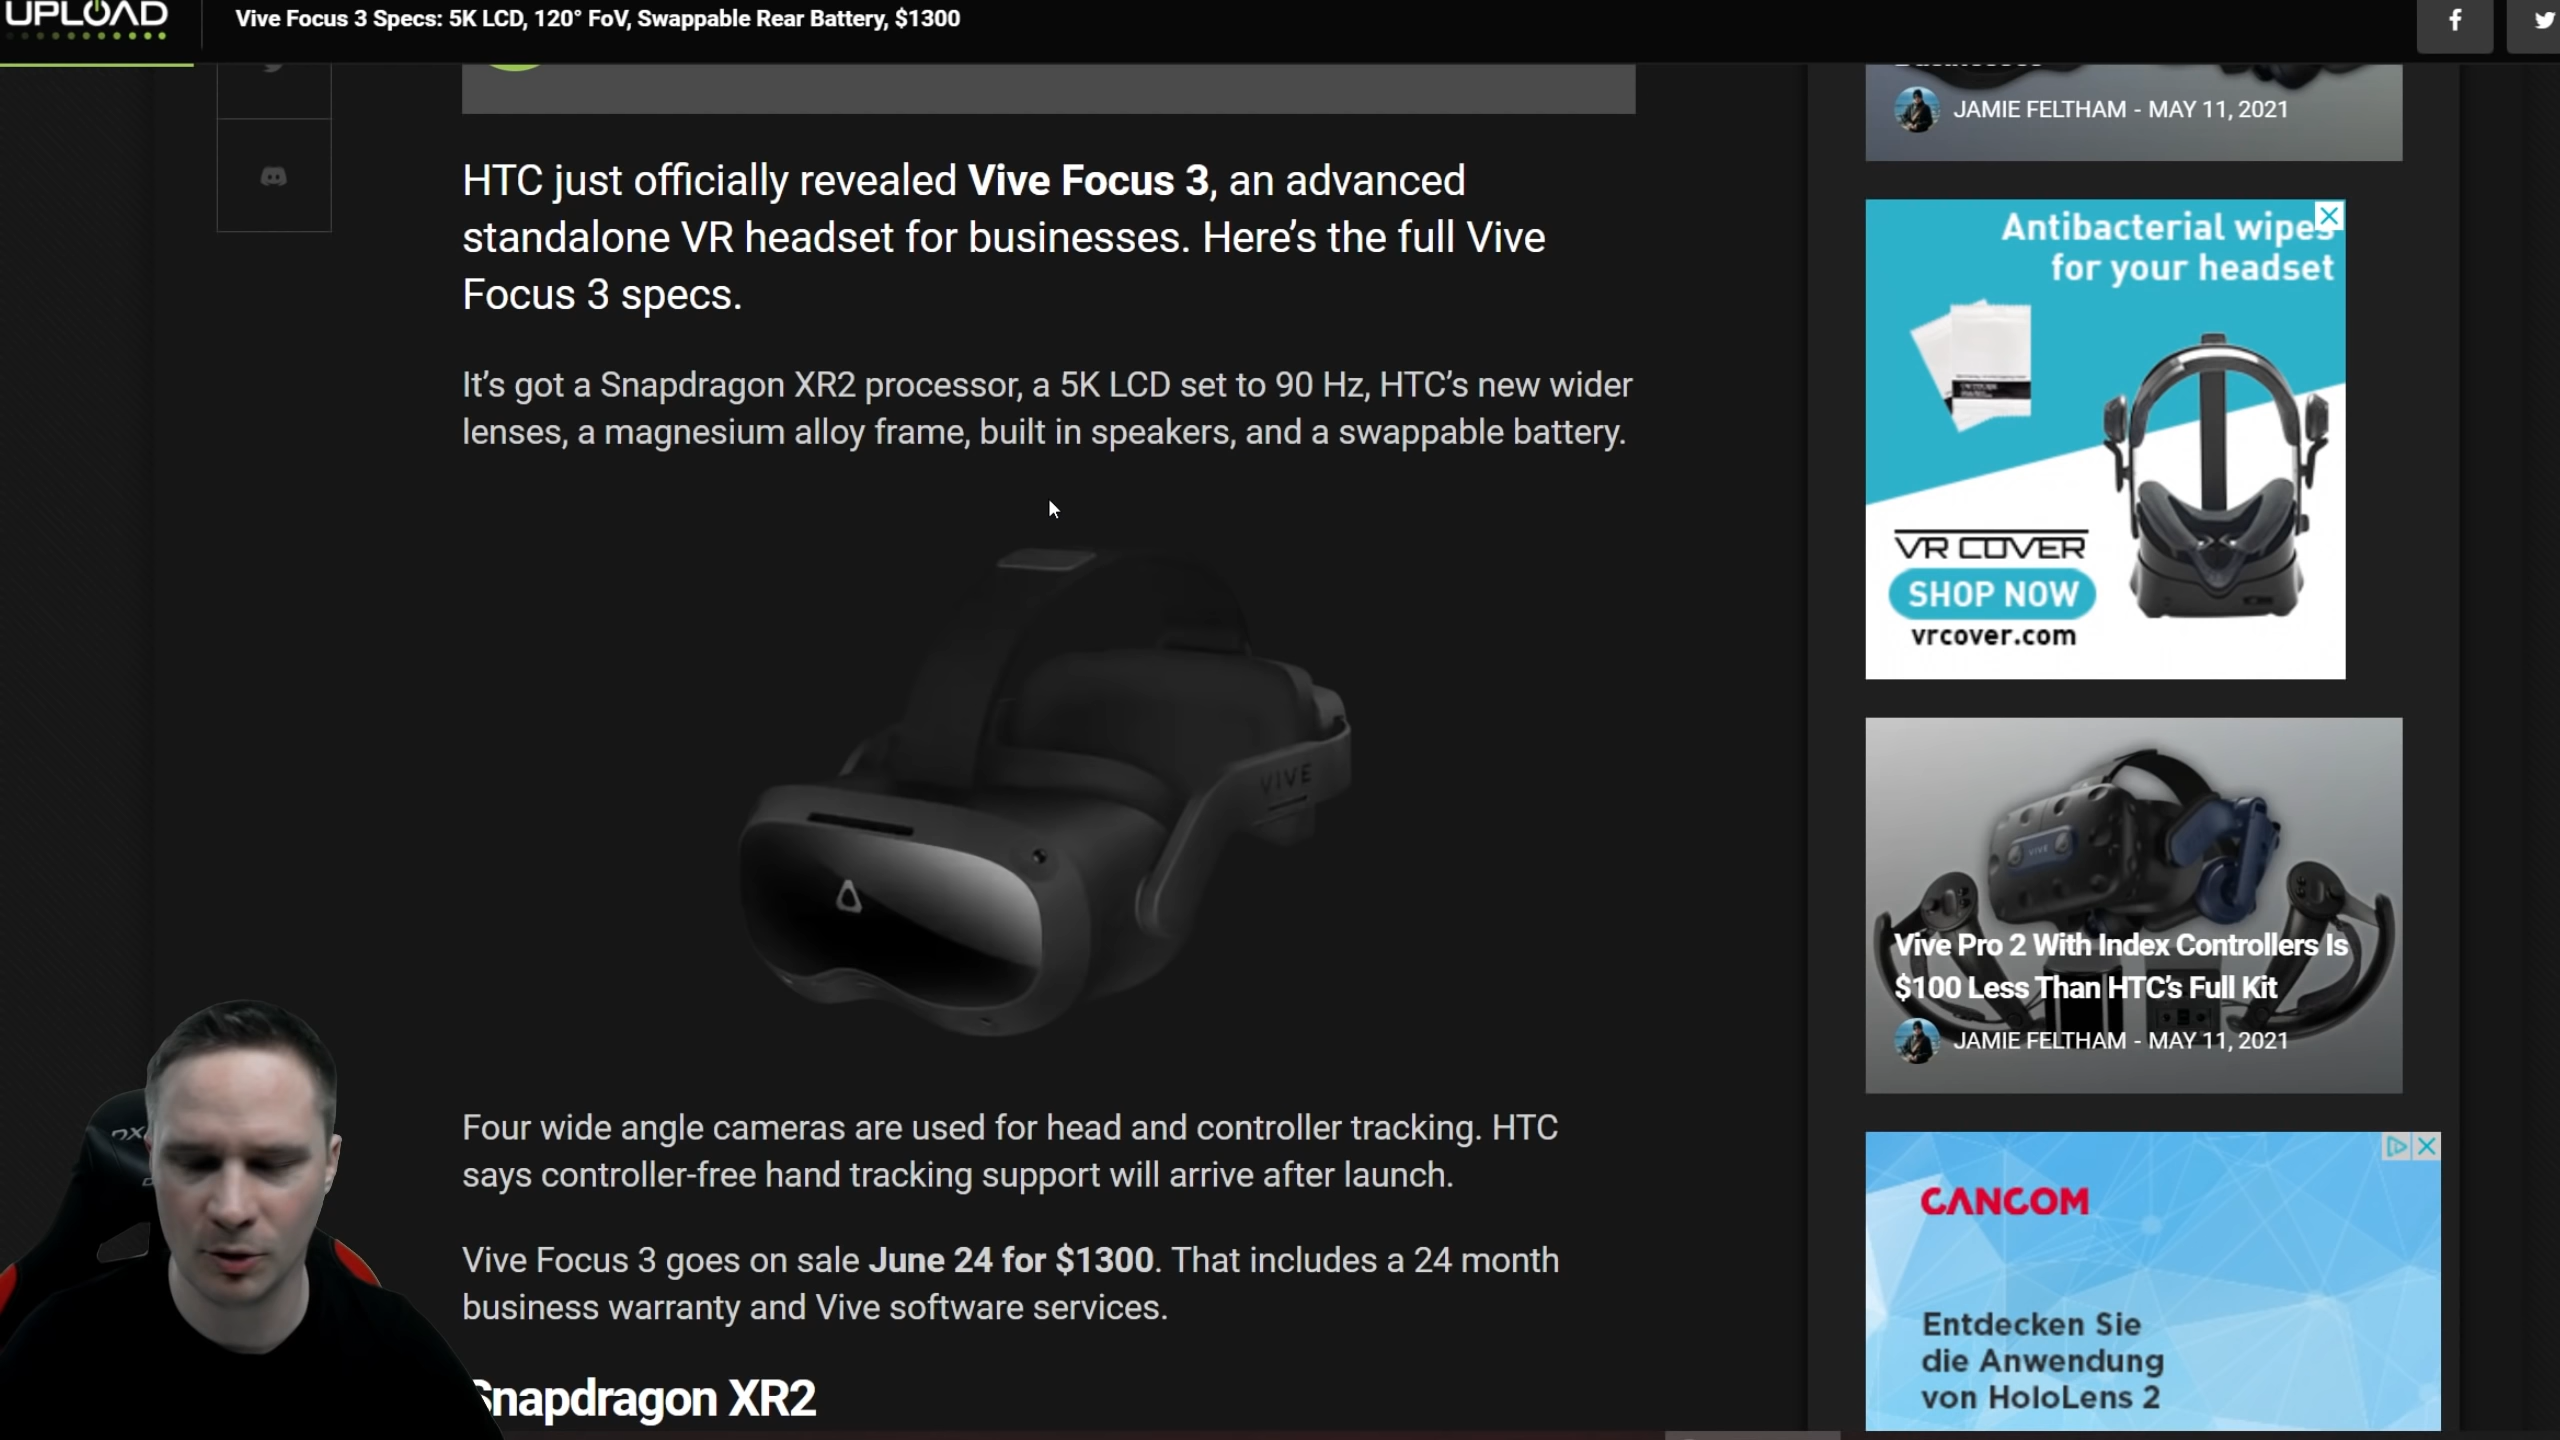 UPLOAD
Vive Focus 3 Specs: 5K LCD, 120° FoV, Swappable Rear Battery, $1300
HTC just officially revealed Vive Focus 3, an advanced
standalone VR headset for businesses. Here’s the full Vive
Focus 3 specs.
It’s got a Snapdragon XR2 processor, a 5K LCD set to 90 Hz, HTC’s new wider
lenses, a magnesium alloy frame, built in speakers, and a swappable battery.
VIVE
Four wide angle cameras are used for head and controller tracking. HTC
says controller-free hand tracking support will arrive after launch.
Vive Focus 3 goes on sale June 24 for $1300. That includes a 24 month
business warranty and Vive software services.
Snapdragon XR2
JAMIE FELTHAM - MAY 11, 2021
Antibacterial wipes
for your headset
VR COVER
SHOP NOW
vrcover.com
VIVE
Vive Pro 2 With Index Controllers Is
$100 Less Than HTC’s Full Kit
JAMIE FELTHAM - MAY 11, 2021
CANCOM
Entdecken Sie
die Anwendung
von HoloLens 2